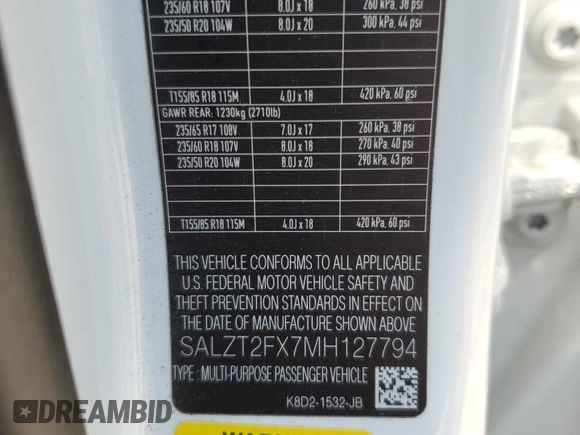 235/60 R18 107V 8.0J x 18 260 kPa, 38 psi
235/50 R20 104W 8.0J x 20 300 kPa, 44 psi
T155/85 R18 115M 4.0J x 18 420 kPa, 60 psi
GAWR REAR: 1230kg (2710lb)
235/65 R17 108V 7.0J x 17 260 kPa, 38 psi
235/60 R18 107V 8.0J x 18 270 kPa, 40 psi
235/50 R20 104W 8.0J x 20 290 kPa, 43 psi
T155/85 R18 115M 4.0J x 18 420 kPa, 60 psi
THIS VEHICLE CONFORMS TO ALL APPLICABLE
U.S. FEDERAL MOTOR VEHICLE SAFETY AND
THEFT PREVENTION STANDARDS IN EFFECT ON
THE DATE OF MANUFACTURE SHOWN ABOVE
SALZT2FX7MH127794
TYPE : MULTI-PURPOSE PASSENGER VEHICLE
K8D2-1532-JB
DREAMBID